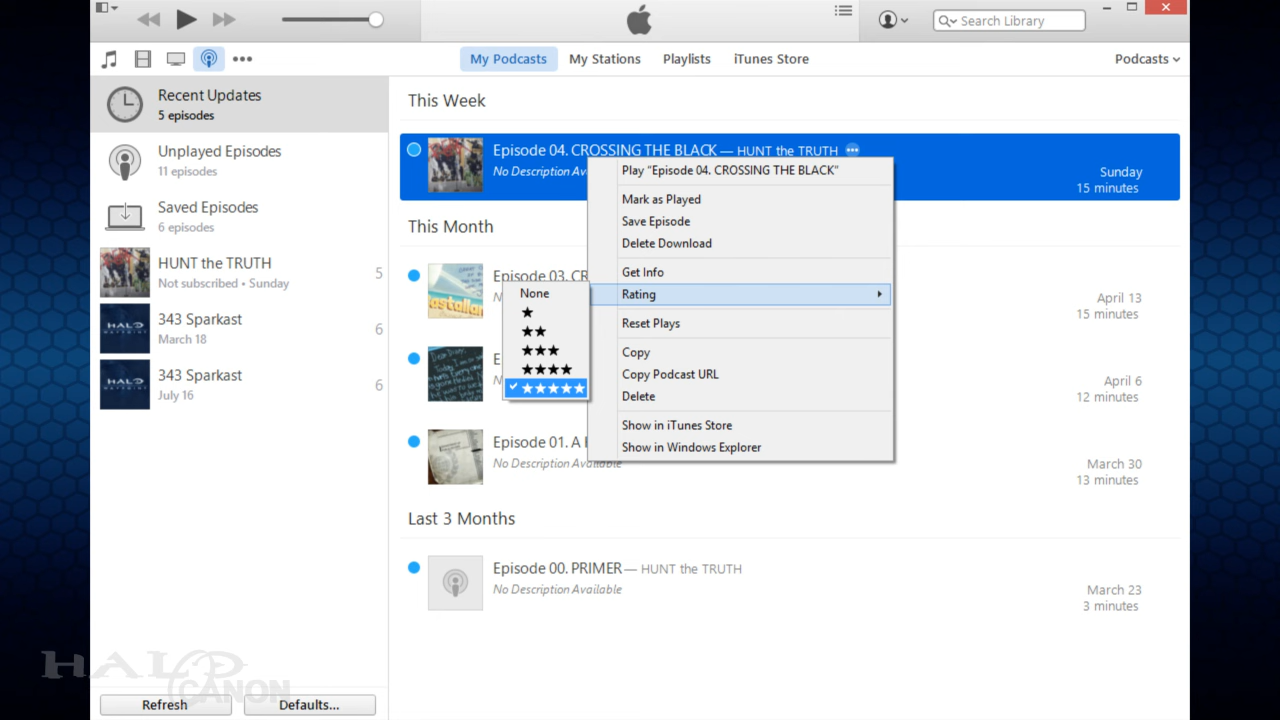 Search Library
My Podcasts
My Stations
Playlists
iTunes Store
Podcasts
Recent Updates
5 episodes
Unplayed Episodes
11 episodes
Saved Episodes
6 episodes
HUNT the TRUTH
Not subscribed • Sunday
5
HALO
343 Sparkast
March 18
6
HALO
343 Sparkast
July 16
6
Refresh
Defaults...
This Week
Episode 04. CROSSING THE BLACK — HUNT the TRUTH
No Description Av
Sunday
15 minutes
This Month
Episode 03. CR
April 13
15 minutes
April 6
12 minutes
Episode 01. A
No Description Available
March 30
13 minutes
Last 3 Months
Episode 00. PRIMER — HUNT the TRUTH
No Description Available
March 23
3 minutes
Play “Episode 04. CROSSING THE BLACK”
Mark as Played
Save Episode
Delete Download
Get Info
Rating
Reset Plays
Copy
Copy Podcast URL
Delete
Show in iTunes Store
Show in Windows Explorer
None
★
★★
★★★
★★★★
✓ ★★★★★
HALO
CANON